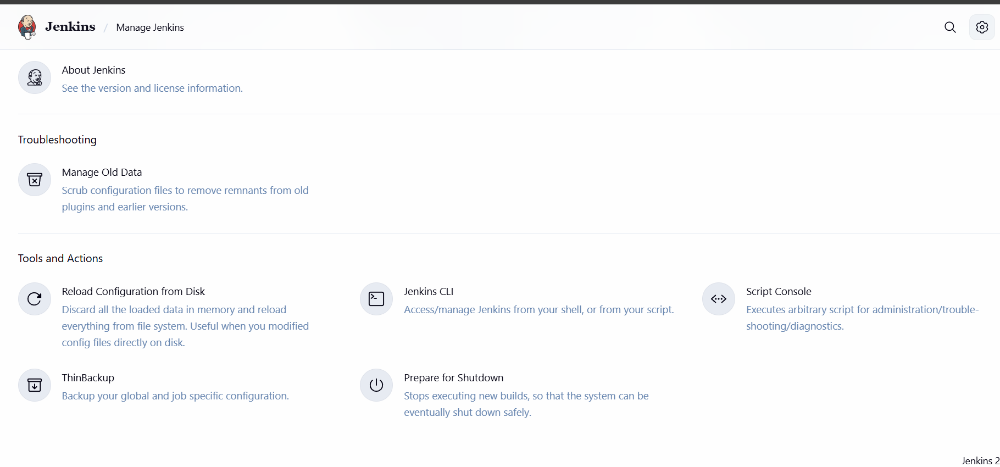 Jenkins / Manage Jenkins
About Jenkins
See the version and license information.
Troubleshooting
Manage Old Data
Scrub configuration files to remove remnants from old
plugins and earlier versions.
Tools and Actions
Reload Configuration from Disk
Discard all the loaded data in memory and reload
everything from file system. Useful when you modified
config files directly on disk.
Jenkins CLI
Access/manage Jenkins from your shell, or from your script.
Script Console
Executes arbitrary script for administration/trouble-
shooting/diagnostics.
ThinBackup
Backup your global and job specific configuration.
Prepare for Shutdown
Stops executing new builds, so that the system can be
eventually shut down safely.
Jenkins 2